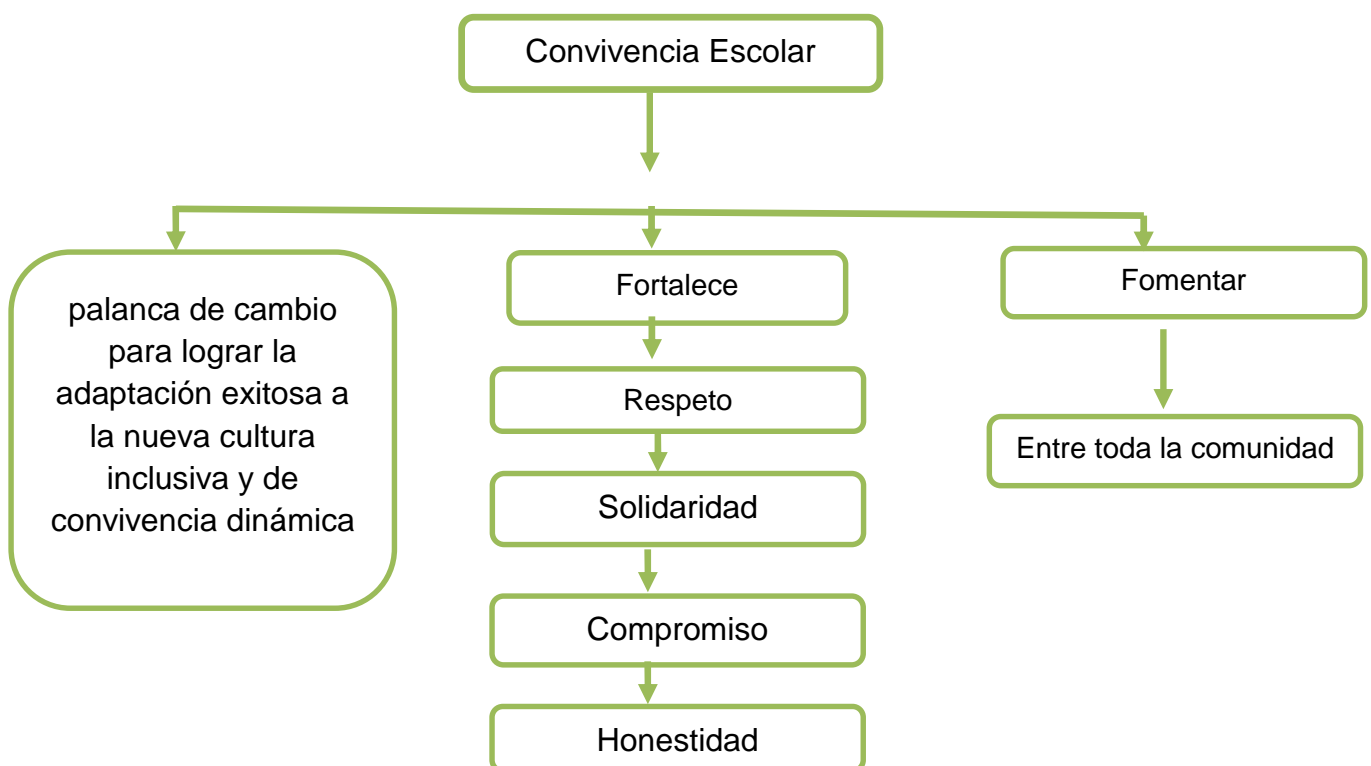 Convivencia Escolar
palanca de cambio
para lograr la
adaptación exitosa a
la nueva cultura
inclusiva y de
convivencia dinámica
Fortalece
Respeto
Solidaridad
Compromiso
Honestidad
Fomentar
Entre toda la comunidad